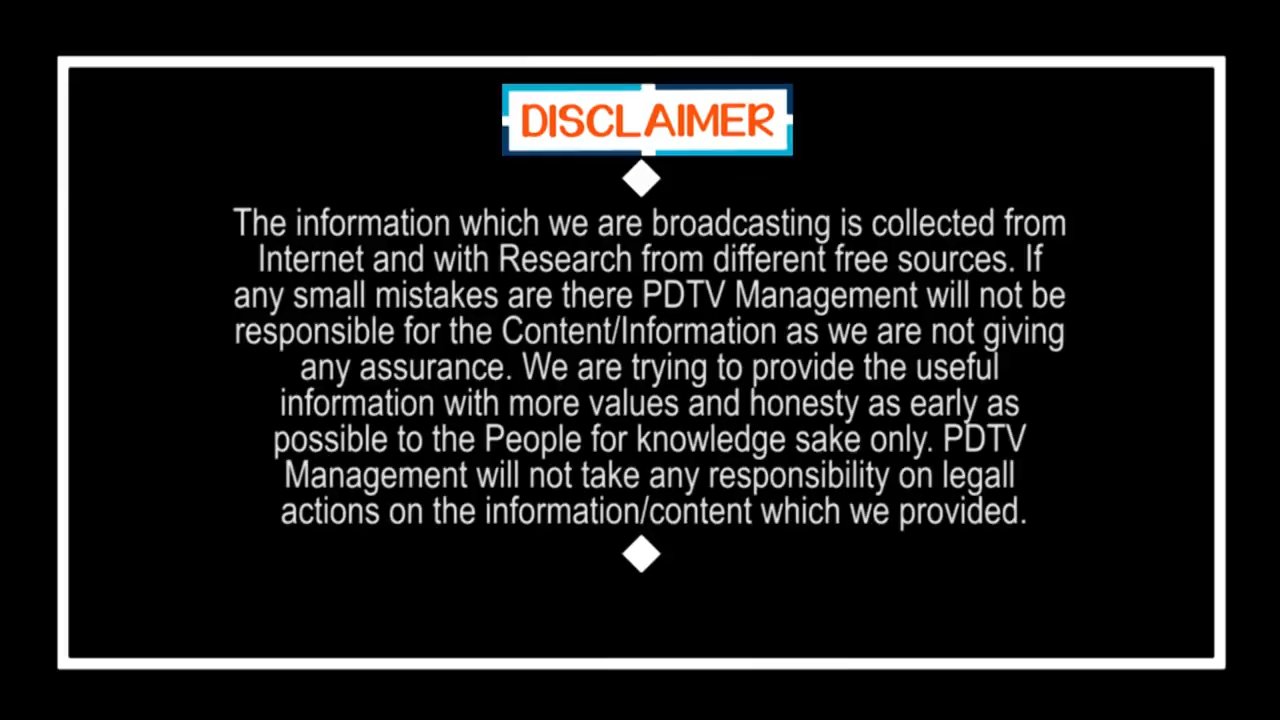 DISCLAIMER
The information which we are broadcasting is collected from
Internet and with Research from different free sources. If
any small mistakes are there PDTV Management will not be
responsible for the Content/Information as we are not giving
any assurance. We are trying to provide the useful
information with more values and honesty as early as
possible to the People for knowledge sake only. PDTV
Management will not take any responsibility on legall
actions on the information/content which we provided.